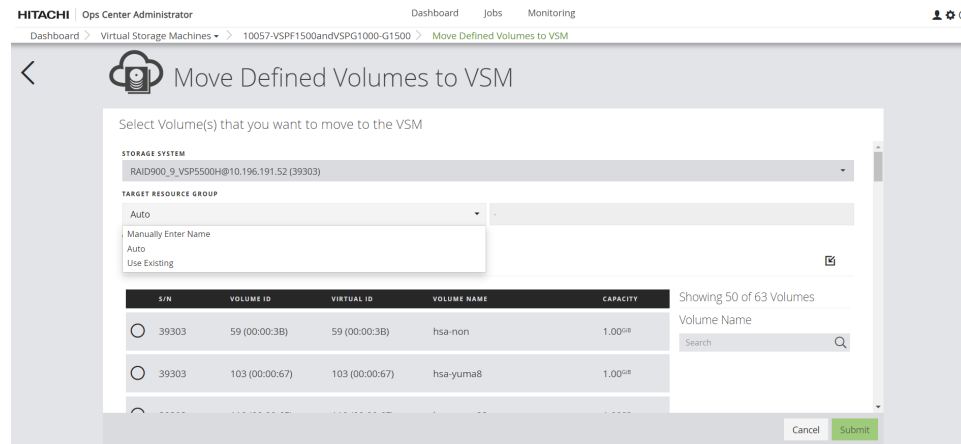 HITACHI Ops Center Administrator Dashboard Jobs Monitoring
Dashboard Virtual Storage Machines 10057-VSPF1500andVSPG1000-G1500 Move Defined Volumes to VSM
Move Defined Volumes to VSM
Select Volume(s) that you want to move to the VSM
STORAGE SYSTEM
RAID900_9_VSP5500H@10.196.191.52 (39303)
TARGET RESOURCE GROUP
Auto -
Manually Enter Name
Auto
Use Existing
S/N VOLUME ID VIRTUAL ID VOLUME NAME CAPACITY
Showing 50 of 63 Volumes
Volume Name
Search
39303 59 (00:00:3B) 59 (00:00:3B) hsa-non 1.00GiB
39303 103 (00:00:67) 103 (00:00:67) hsa-yuma8 1.00GiB
Cancel Submit